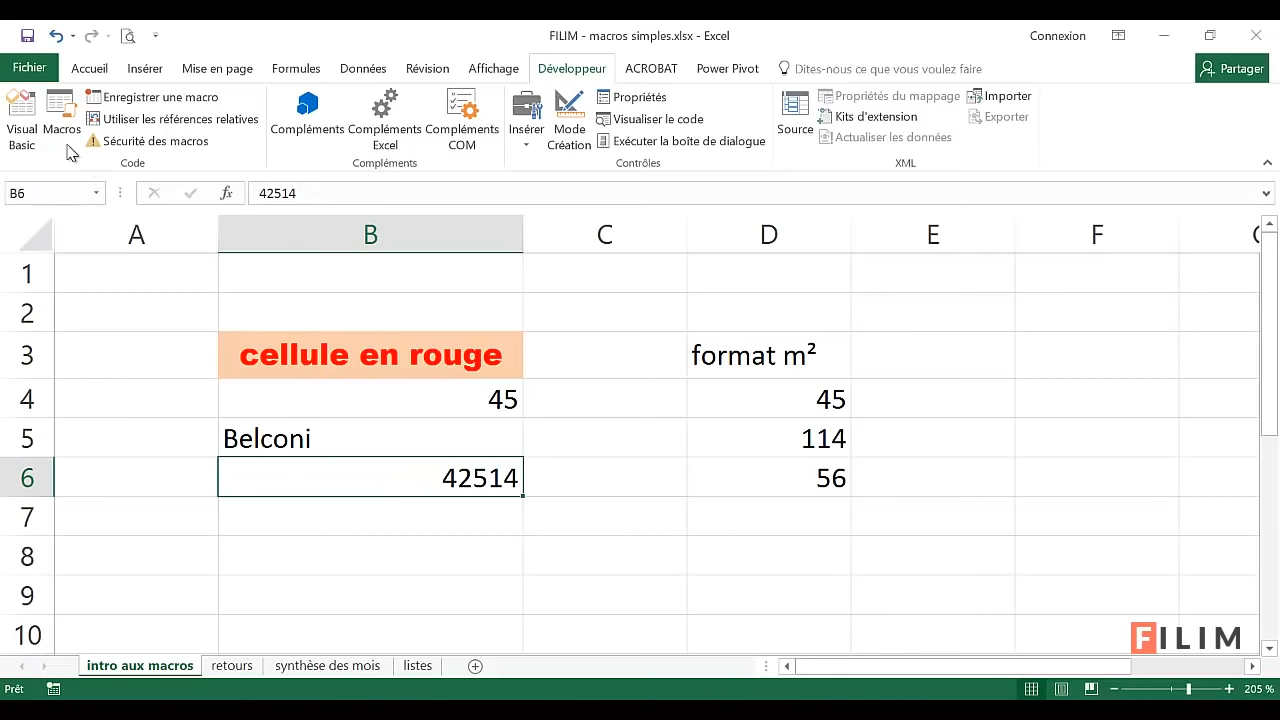 FILIM - macros simples.xlsx - Excel
Connexion
Fichier
Accueil
Insérer
Mise en page
Formules
Données
Révision
Affichage
Développeur
ACROBAT
Power Pivot
Dites-nous ce que vous voulez faire
Partager
Visual
Basic
Macros
Enregistrer une macro
Utiliser les références relatives
Sécurité des macros
Code
Compléments
Compléments
Excel
Compléments
COM
Compléments
Insérer
Mode
Création
Propriétés
Visualiser le code
Exécuter la boîte de dialogue
Contrôles
Source
Propriétés du mappage
Kits d'extension
Actualiser les données
Importer
Exporter
XML
B6
fx
42514
A B C D E F
1
2
3 cellule en rouge format m²
4 45 45
5 Belconi 114
6 42514 56
7
8
9
10
FILIM
intro aux macros
retours
synthèse des mois
listes
Prêt
205 %